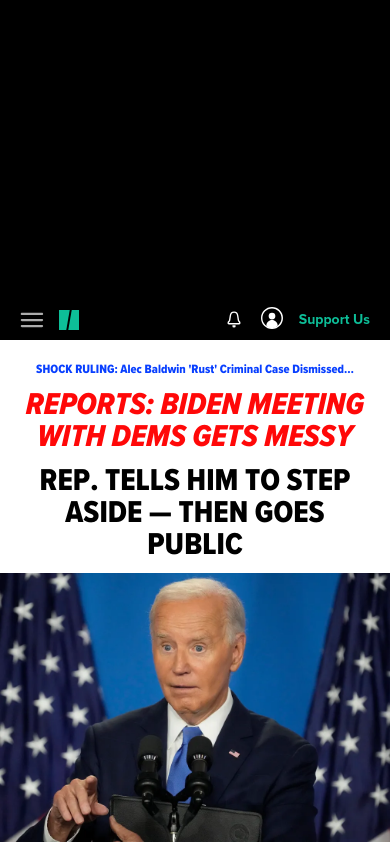 Support Us
SHOCK RULING: Alec Baldwin 'Rust' Criminal Case Dismissed...
REPORTS: BIDEN MEETING
WITH DEMS GETS MESSY
REP. TELLS HIM TO STEP
ASIDE — THEN GOES
PUBLIC